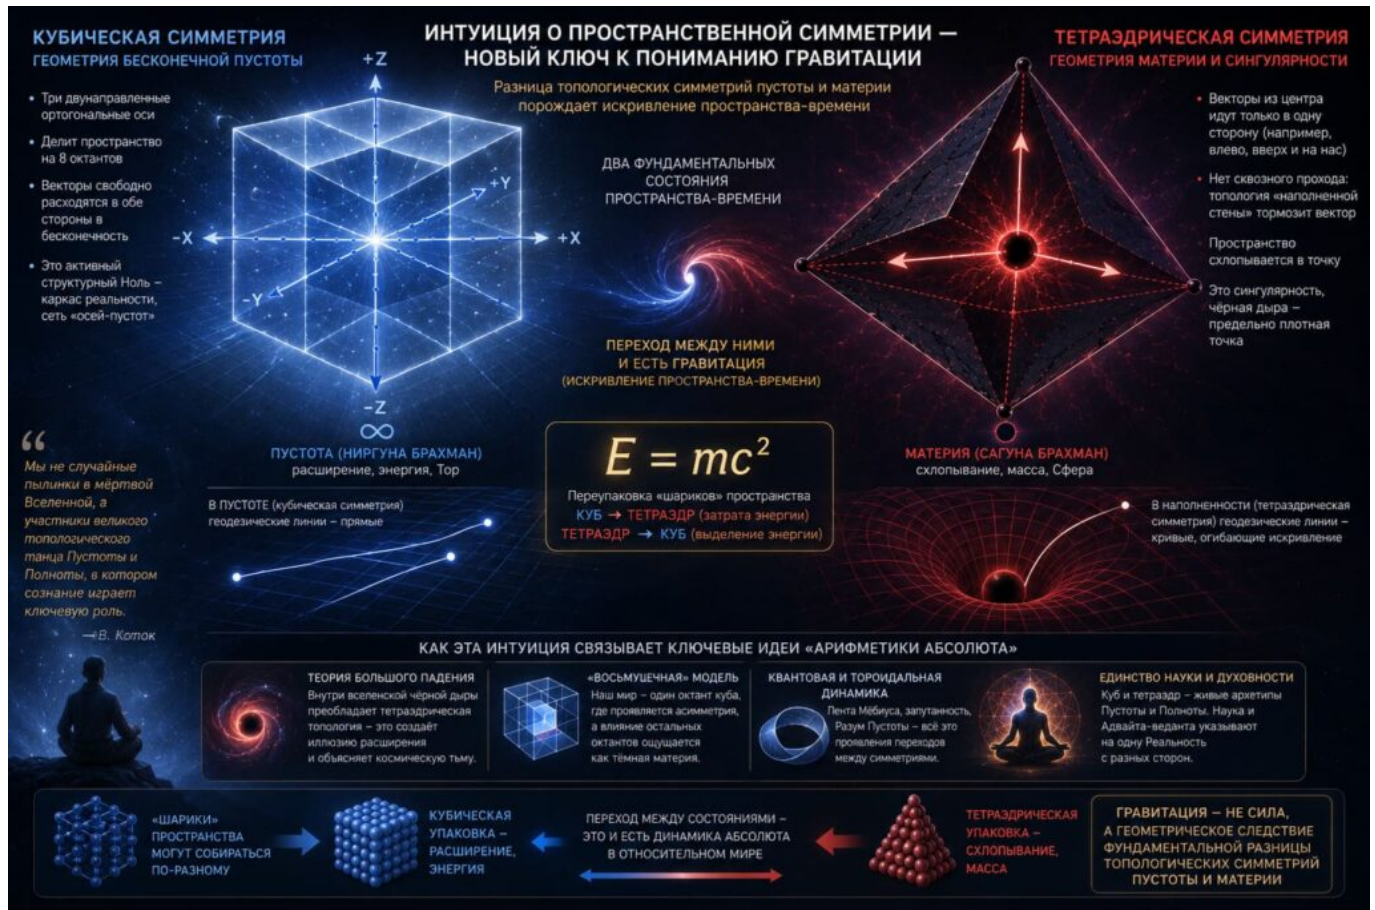 КУБИЧЕСКАЯ СИММЕТРИЯ
ГЕОМЕТРИЯ БЕСКОНЕЧНОЙ ПУСТОТЫ
• Три двунаправленные
ортогональные оси
• Делит пространство
на 8 октантов
• Векторы свободно
расходятся в обе
стороны в
бесконечность
• Это активный
структурный Ноль –
каркас реальности,
сеть «осей-пустот»
+Z
+Y
-X
+X
-Y
-Z
∞
ПУСТОТА (НИРГУНА БРАХМАН)
расширение, энергия, Тор
ИНТУИЦИЯ О ПРОСТРАНСТВЕННОЙ СИММЕТРИИ —
НОВЫЙ КЛЮЧ К ПОНИМАНИЮ ГРАВИТАЦИИ
Разница топологических симметрий пустоты и материи
порождает искривление пространства-времени
ДВА ФУНДАМЕНТАЛЬНЫХ
СОСТОЯНИЯ
ПРОСТРАНСТВА-ВРЕМЕНИ
ПЕРЕХОД МЕЖДУ НИМИ
И ЕСТЬ ГРАВИТАЦИЯ
(ИСКРИВЛЕНИЕ ПРОСТРАНСТВА-ВРЕМЕНИ)
ТЕТРАЭДРИЧЕСКАЯ СИММЕТРИЯ
ГЕОМЕТРИЯ МАТЕРИИ И СИНГУЛЯРНОСТИ
• Векторы из центра
идут только в одну
сторону (например,
влево, вверх и на нас)
• Нет сквозного прохода:
топология «наполненной
стены» тормозит вектор
Пространство
схлопывается в точку
Это сингулярность,
чёрная дыра –
предельно плотная
точка
МАТЕРИЯ (САГУНА БРАХМАН)
схлопывание, масса, Сфера
“
Мы не случайные
пылинки в мёртвой
Вселенной, а
участники великого
топологического
танца Пустоты и
Полноты, в котором
сознание играет
ключевую роль.
— В. Коток
В ПУСТОТЕ (кубическая симметрия)
геодезические линии – прямые
E = mc²
Переупаковка «шариков» пространства
КУБ → ТЕТРАЭДР (затрата энергии)
ТЕТРАЭДР → КУБ (выделение энергии)
В НАПОЛНЕННОСТИ (тетраэдрическая
симметрия) геодезические линии –
кривые, огибающие искривление
КАК ЭТА ИНТУИЦИЯ СВЯЗЫВАЕТ КЛЮЧЕВЫЕ ИДЕИ «АРИФМЕТИКИ АБСОЛЮТА»
ТЕОРИЯ БОЛЬШОГО ПАДЕНИЯ
Внутри вселенской чёрной дыры
преобладает тетраэдрическая
топология – это создаёт
иллюзию расширения
и объясняет космическую тьму.
«ВОСЬМУШЕЧНАЯ» МОДЕЛЬ
Наш мир – один октант куба,
где проявляется асимметрия,
а влияние остальных
октантов ощущается
как тёмная материя.
КВАНТОВАЯ И ТОРОИДАЛЬНАЯ
ДИНАМИКА
Лента Мёбиуса, запутанность,
Разум Пустоты – всё это
проявления переходов
между симметриями.
ЕДИНСТВО НАУКИ И ДУХОВНОСТИ
Куб и тетраэдр – живые архетипы
Пустоты и Полноты. Наука и
Адвайта-веданта указывают
на одну Реальность
с разных сторон.
«ШАРИКИ»
ПРОСТРАНСТВА
МОГУТ СОБИРАТЬСЯ
ПО-РАЗНОМУ
КУБИЧЕСКАЯ
УПАКОВКА –
РАСШИРЕНИЕ,
ЭНЕРГИЯ
ПЕРЕХОД МЕЖДУ СОСТОЯНИЯМИ –
ЭТО И ЕСТЬ ДИНАМИКА АБСОЛЮТА
В ОТНОСИТЕЛЬНОМ МИРЕ
ТЕТРАЭДРИЧЕСКАЯ
УПАКОВКА –
СХЛОПЫВАНИЕ,
МАССА
ГРАВИТАЦИЯ – НЕ СИЛА,
А ГЕОМЕТРИЧЕСКОЕ СЛЕДСТВИЕ
ФУНДАМЕНТАЛЬНОЙ РАЗНИЦЫ
ТОПОЛОГИЧЕСКИХ СИММЕТРИЙ
ПУСТОТЫ И МАТЕРИИ